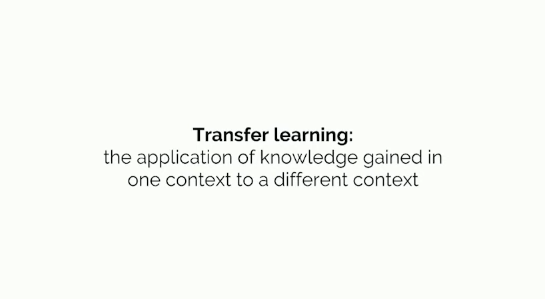 Transfer learning:
the application of knowledge gained in
one context to a different context